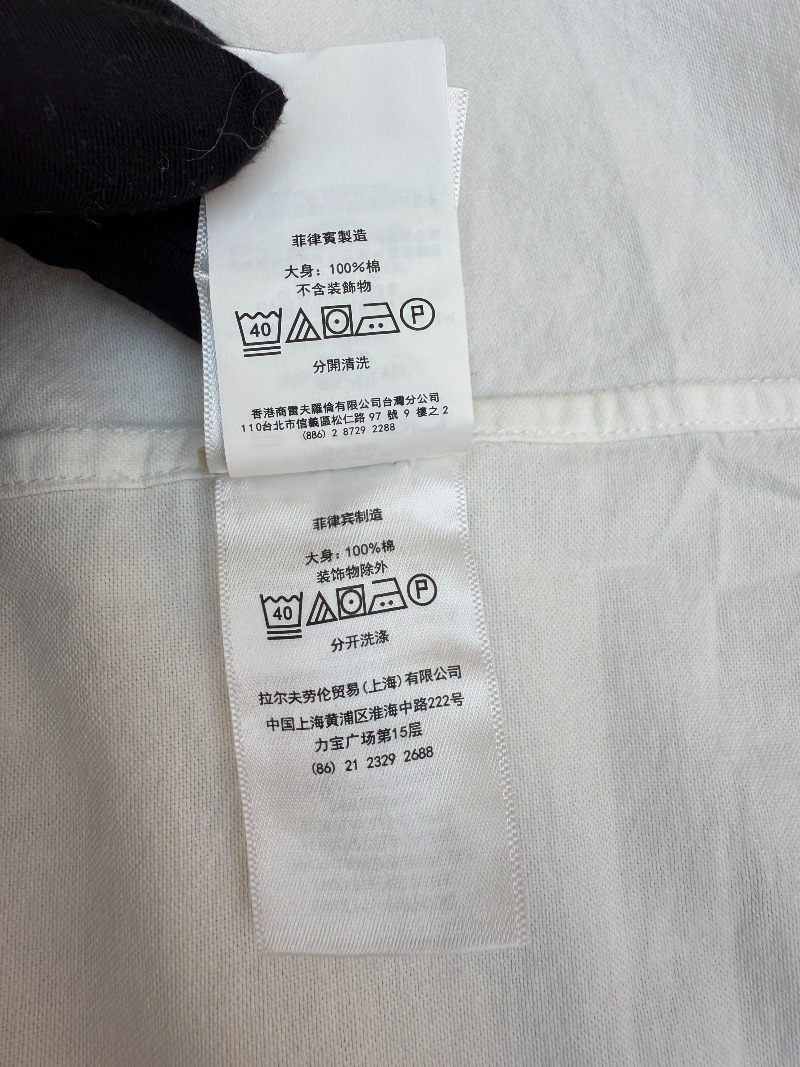 菲律賓製造
大身: 100%棉
不含装飾物
40 P
分開清洗
香港商雷夫羅倫有限公司台灣分公司
110台北市信義區松仁路 97 號 9 樓之 2
(886) 2 8729 2288
菲律宾制造
大身: 100%棉
装饰物除外
40 P
分开洗涤
拉尔夫劳伦贸易(上海)有限公司
中国上海黄浦区淮海中路222号
力宝广场第15层
(86) 21 2329 2688